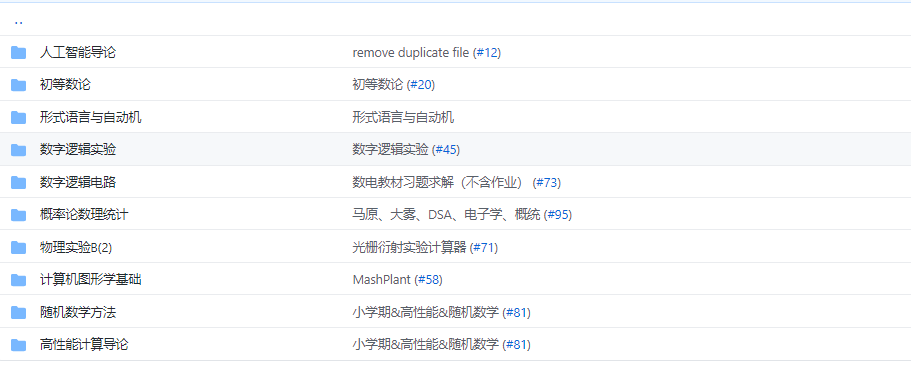 ..
人工智能导论 remove duplicate file (#12)
初等数论 初等数论 (#20)
形式语言与自动机 形式语言与自动机
数字逻辑实验 数字逻辑实验 (#45)
数字逻辑电路 数电教材习题求解（不含作业） (#73)
概率论数理统计 马原、大雾、DSA、电子学、概统 (#95)
物理实验B(2) 光栅衍射实验计算器 (#71)
计算机图形学基础 MashPlant (#58)
随机数学方法 小学期&高性能&随机数学 (#81)
高性能计算导论 小学期&高性能&随机数学 (#81)